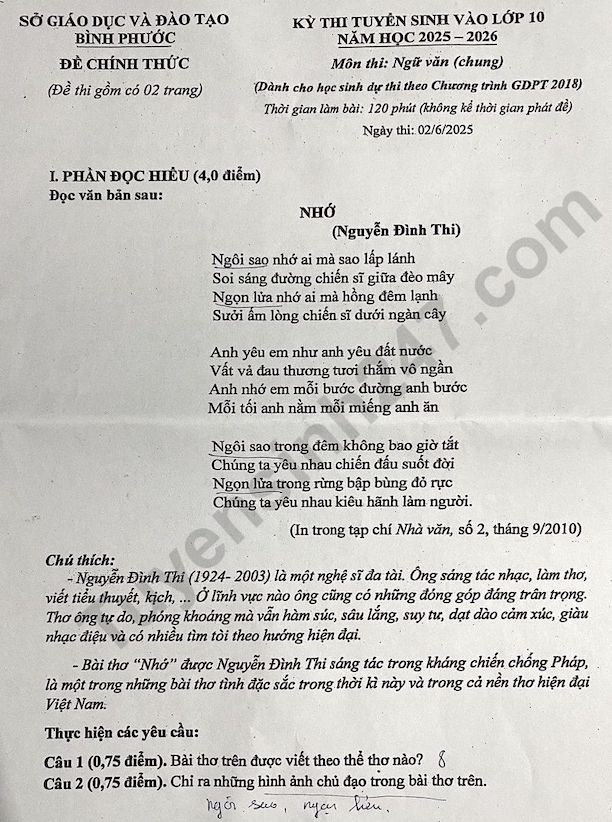 SỞ GIÁO DỤC VÀ ĐÀO TẠO
BÌNH PHƯỚC
ĐỀ CHÍNH THỨC
(Đề thi gồm có 02 trang)
KỲ THI TUYỂN SINH VÀO LỚP 10
NĂM HỌC 2025 – 2026
Môn thi: Ngữ văn (chung)
(Dành cho học sinh dự thi theo Chương trình GDPT 2018)
Thời gian làm bài: 120 phút (không kể thời gian phát đề)
Ngày thi: 02/6/2025
I. PHẦN ĐỌC HIỂU (4,0 điểm)
Đọc văn bản sau:
NHỚ
(Nguyễn Đình Thi)
Ngôi sao nhớ ai mà sao lấp lánh
Soi sáng đường chiến sĩ giữa đèo mây
Ngọn lửa nhớ ai mà hồng đêm lạnh
Sưởi ấm lòng chiến sĩ dưới ngàn cây
Anh yêu em như anh yêu đất nước
Vất vả đau thương tươi thắm vô ngần
Anh nhớ em mỗi bước đường anh bước
Mỗi tối anh nằm mỗi miếng anh ăn
Ngôi sao trong đêm không bao giờ tắt
Chúng ta yêu nhau chiến đấu suốt đời
Ngọn lửa trong rừng bập bùng đỏ rực
Chúng ta yêu nhau kiêu hãnh làm người.
(In trong tạp chí Nhà văn, số 2, tháng 9/2010)
Chú thích:
- Nguyễn Đình Thi (1924- 2003) là một nghệ sĩ đa tài. Ông sáng tác nhạc, làm thơ,
viết tiểu thuyết, kịch, ... Ở lĩnh vực nào ông cũng có những đóng góp đáng trân trọng.
Thơ ông tự do, phóng khoáng mà vẫn hàm súc, sâu lắng, suy tư, dạt dào cảm xúc, giàu
nhạc điệu và có nhiều tìm tòi theo hướng hiện đại.
- Bài thơ “Nhớ” được Nguyễn Đình Thi sáng tác trong kháng chiến chống Pháp,
là một trong những bài thơ tình đặc sắc trong thời kì này và trong cả nền thơ hiện đại
Việt Nam.
Thực hiện các yêu cầu:
Câu 1 (0,75 điểm). Bài thơ trên được viết theo thể thơ nào? 8
Câu 2 (0,75 điểm). Chỉ ra những hình ảnh chủ đạo trong bài thơ trên.
ngôi sao, ngọn
Tuyensinh247.com